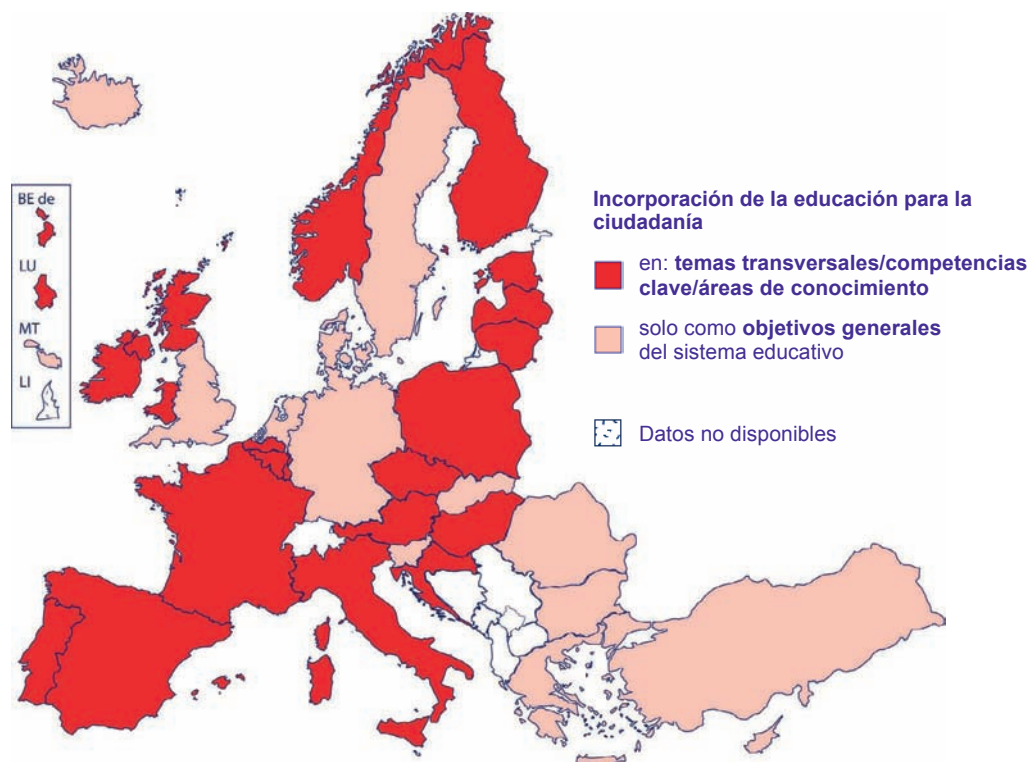 BE de
LU
MT
LI
Incorporación de la educación para la
ciudadanía
en: temas transversales/competencias
clave/áreas de conocimiento
solo como objetivos generales
del sistema educativo
Datos no disponibles